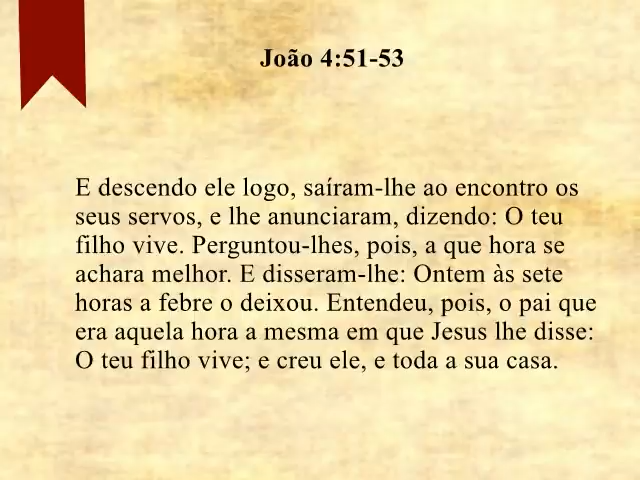 João 4:51-53
E descendo ele logo, saíram-lhe ao encontro os
seus servos, e lhe anunciaram, dizendo: O teu
filho vive. Perguntou-lhes, pois, a que hora se
achara melhor. E disseram-lhe: Ontem às sete
horas a febre o deixou. Entendeu, pois, o pai que
era aquela hora a mesma em que Jesus lhe disse:
O teu filho vive; e creu ele, e toda a sua casa.